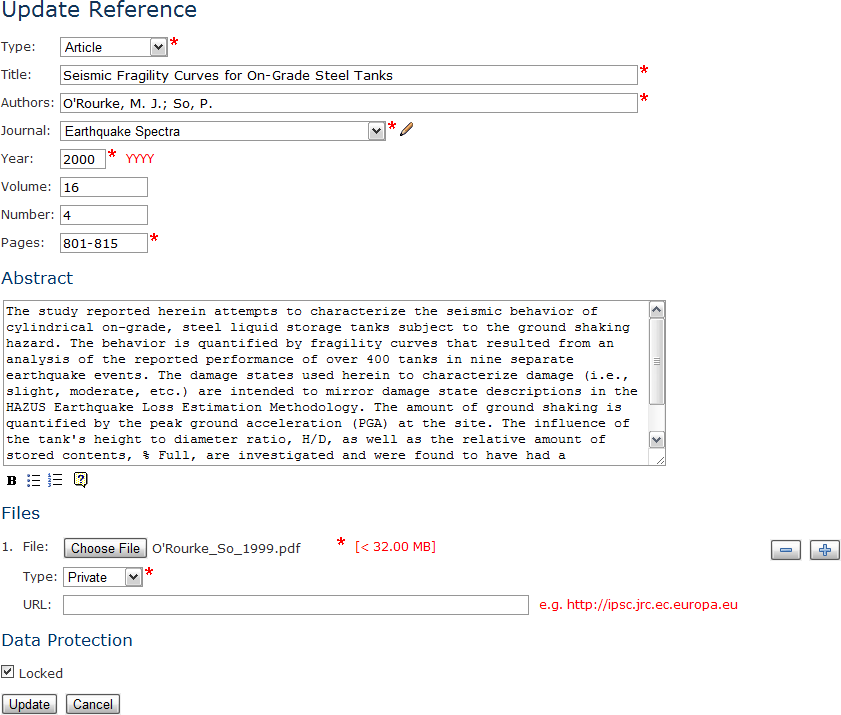 Update Reference
Type: Article *
Title: Seismic Fragility Curves for On-Grade Steel Tanks *
Authors: O'Rourke, M. J.; So, P. *
Journal: Earthquake Spectra *
Year: 2000 * YYYY
Volume: 16
Number: 4
Pages: 801-815 *
Abstract
The study reported herein attempts to characterize the seismic behavior of
cylindrical on-grade, steel liquid storage tanks subject to the ground shaking
hazard. The behavior is quantified by fragility curves that resulted from an
analysis of the reported performance of over 400 tanks in nine separate
earthquake events. The damage states used herein to characterize damage (i.e.,
slight, moderate, etc.) are intended to mirror damage state descriptions in the
HAZUS Earthquake Loss Estimation Methodology. The amount of ground shaking is
quantified by the peak ground acceleration (PGA) at the site. The influence of
the tank's height to diameter ratio, H/D, as well as the relative amount of
stored contents, % Full, are investigated and were found to have had a
B ?
Files
1. File: Choose File O'Rourke_So_1999.pdf * [< 32.00 MB]
Type: Private *
URL: e.g. http://ipsc.jrc.ec.europa.eu
Data Protection
Locked
Update Cancel